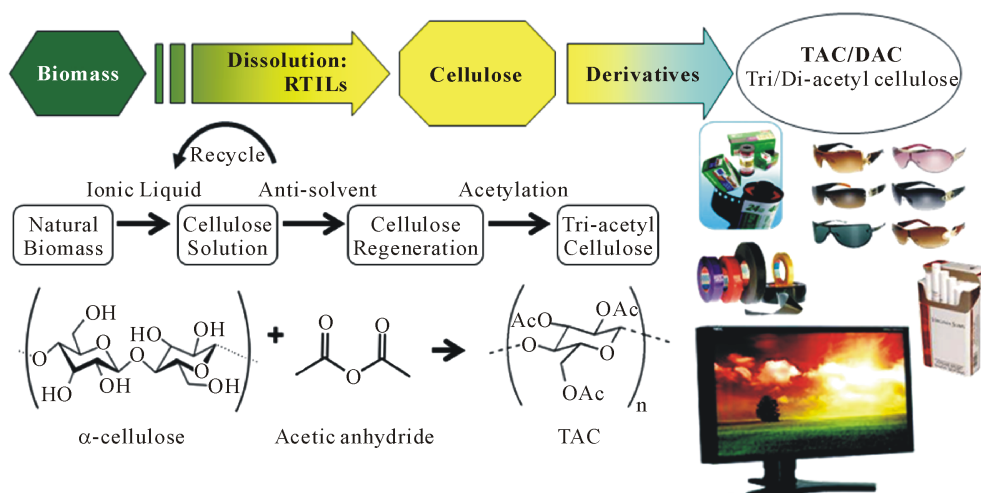 Biomass
Dissolution:
RTILs
Cellulose
Derivatives
TAC/DAC
Tri/Di-acetyl cellulose
Recycle
Ionic Liquid
Anti-solvent
Acetylation
Natural
Biomass
Cellulose
Solution
Cellulose
Regeneration
Tri-acetyl
Cellulose
OH
O
HO
OH
O
O
HO
OH
O
OH
+
O
O
O
AcO
OAc
O
O
OAc
n
α-cellulose
Acetic anhydride
TAC
24